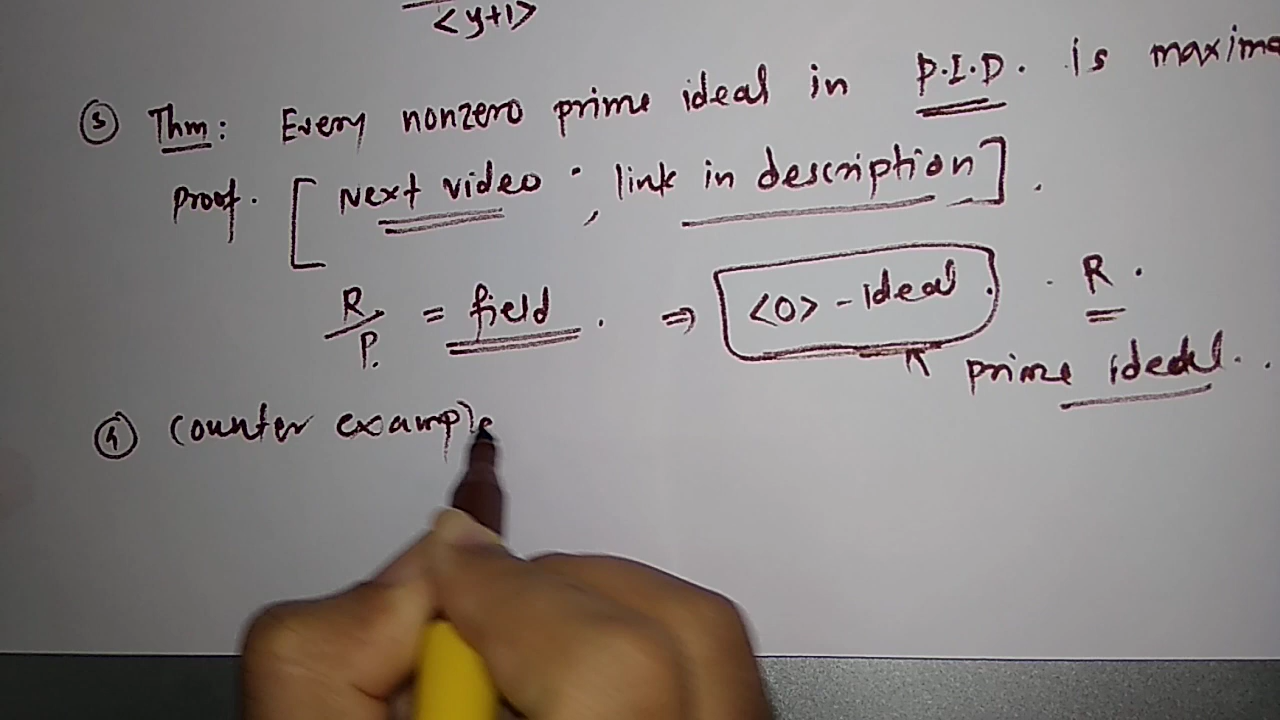 <y+1>
③ Thm: Every nonzero prime ideal in P.I.D. is maxima
Proof. [Next video ; link in description].
R/P. = field. ⇒ <0> - ideal. . R.
prime ideal..
④ counter example